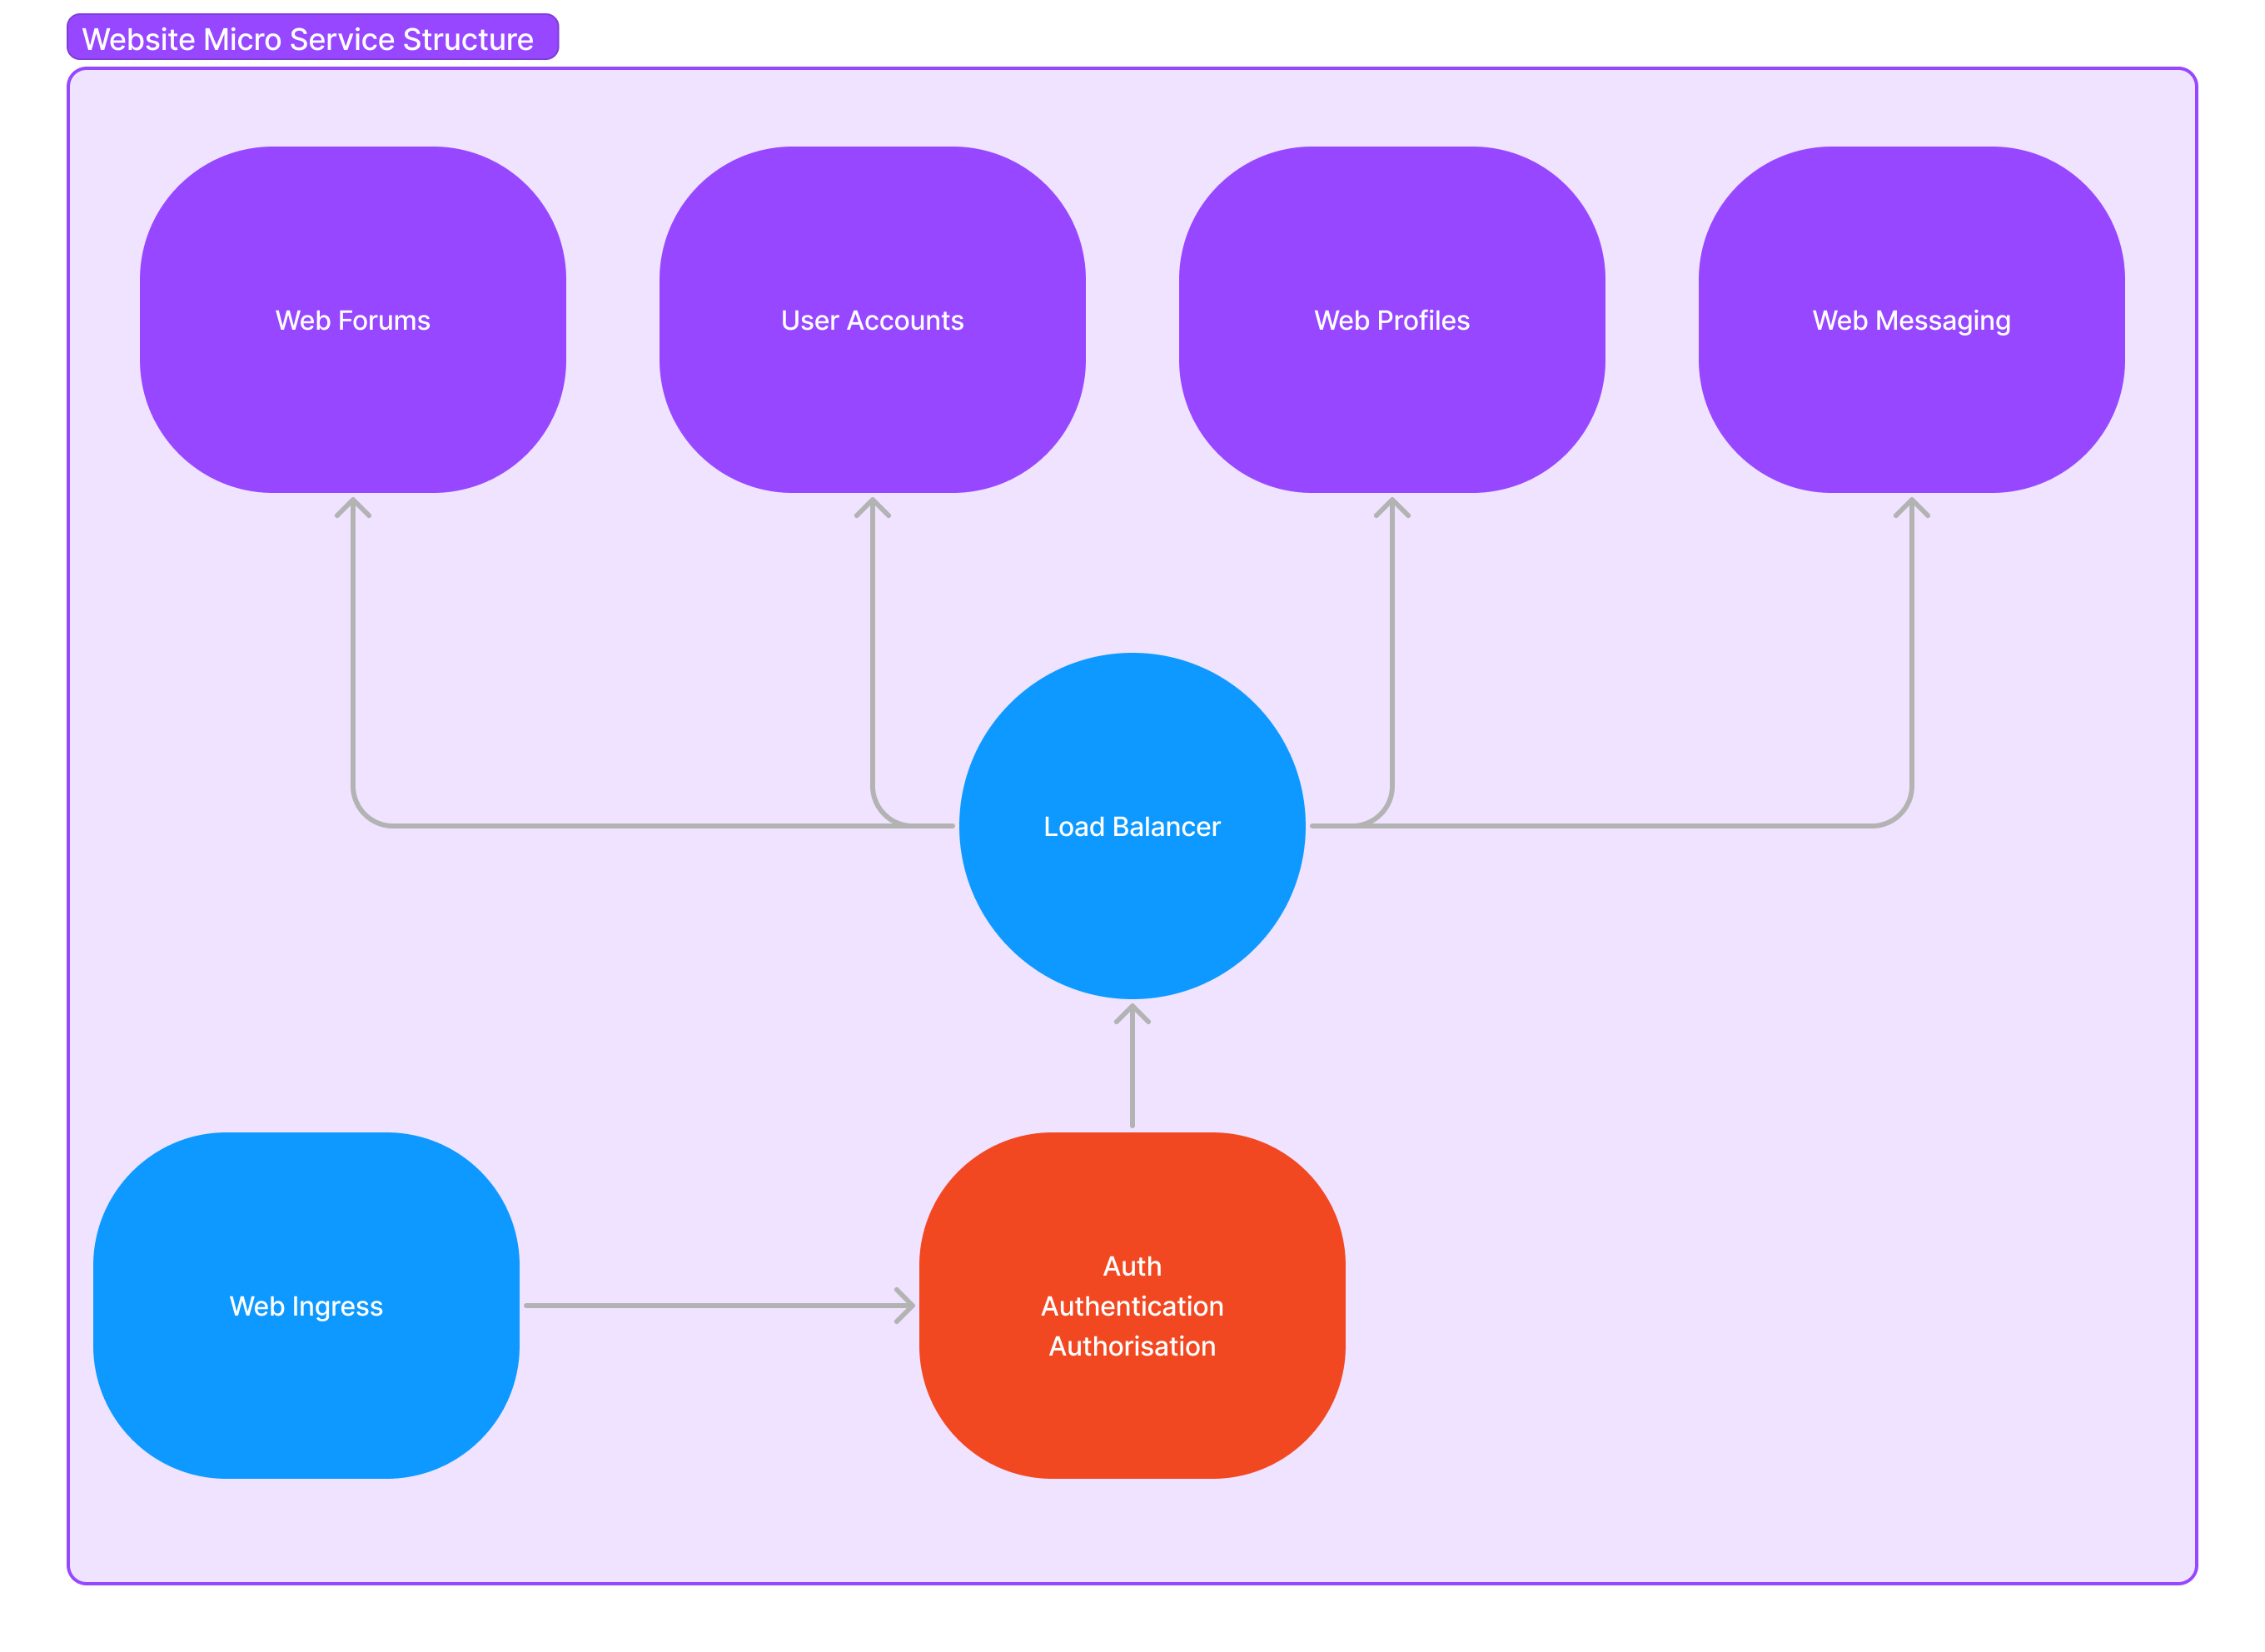 Website Micro Service Structure
Web Forums
User Accounts
Web Profiles
Web Messaging
Load Balancer
Web Ingress
Auth
Authentication
Authorisation